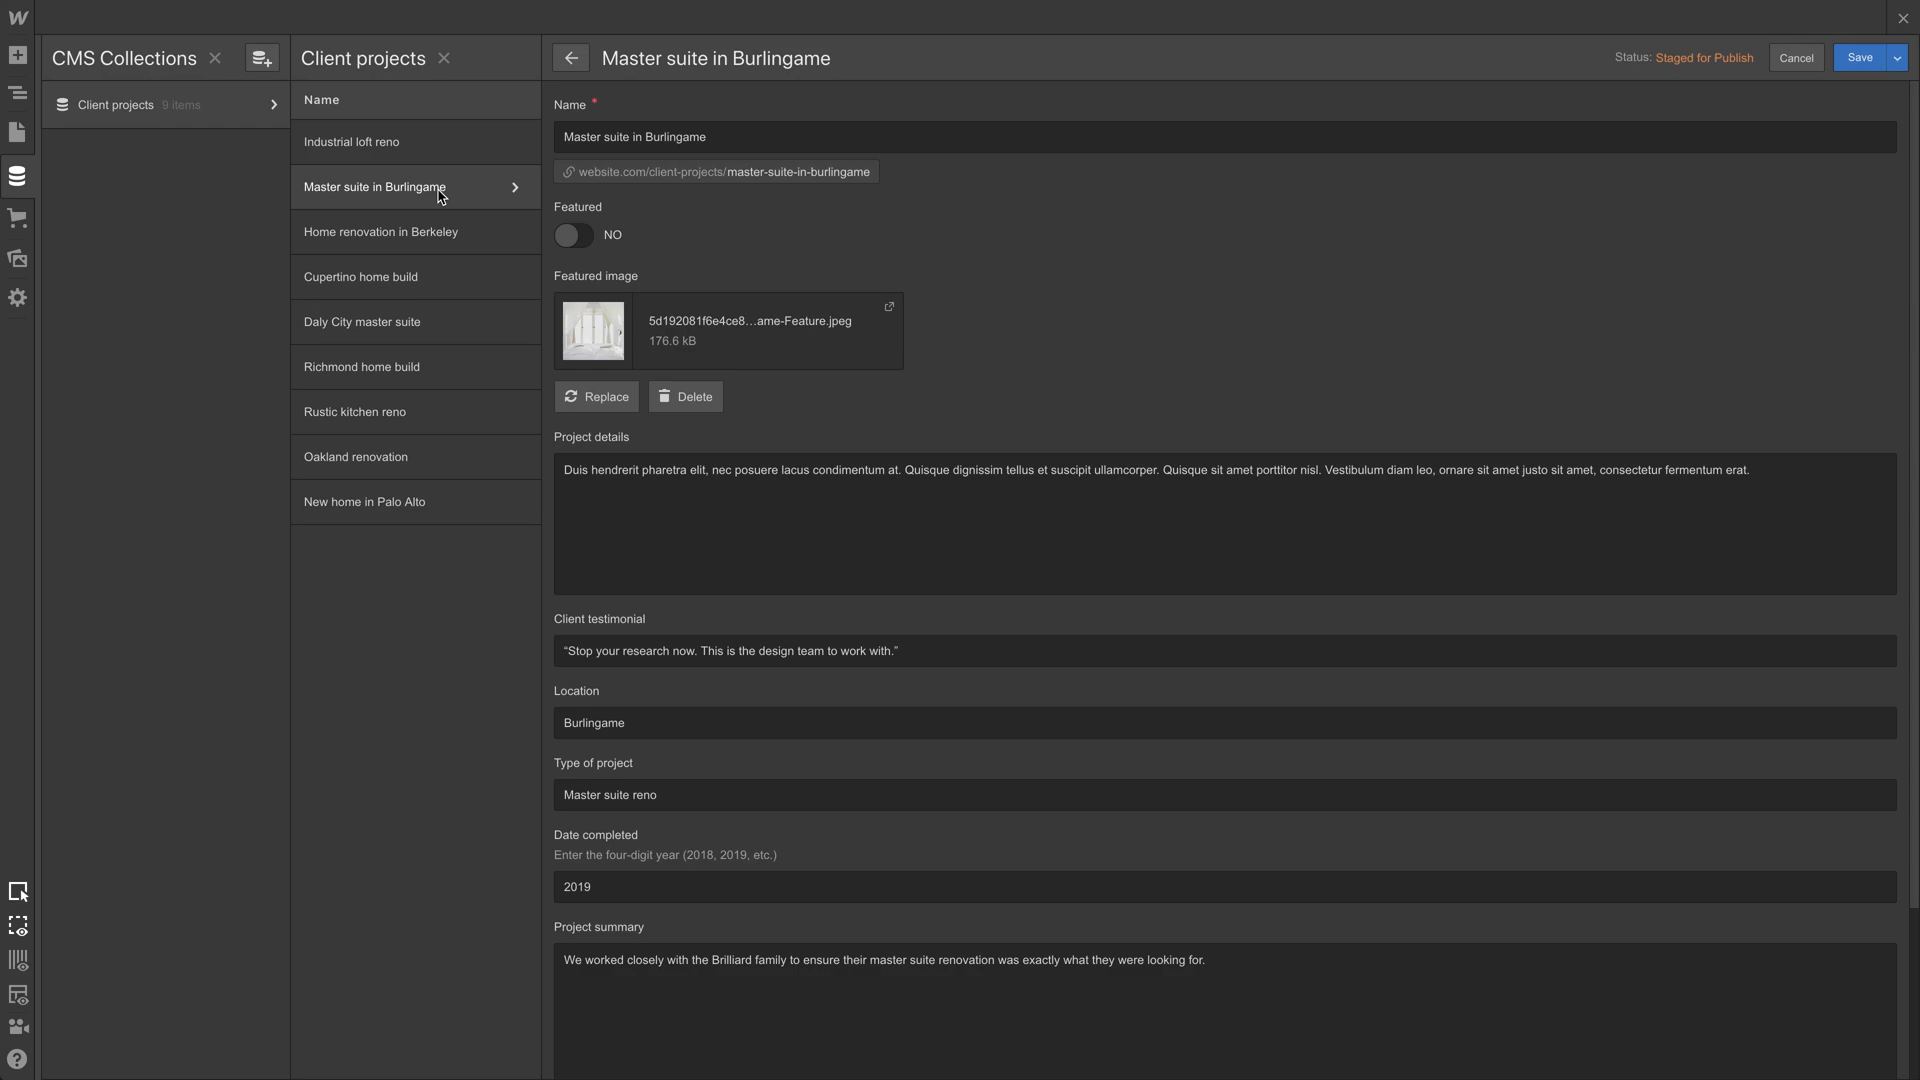 CMS Collections
Client projects 9 items
Client projects
Name
Industrial loft reno
Master suite in Burlingame
Home renovation in Berkeley
Cupertino home build
Daly City master suite
Richmond home build
Rustic kitchen reno
Oakland renovation
New home in Palo Alto
Master suite in Burlingame
Status: Staged for Publish
Cancel
Save
Name *
Master suite in Burlingame
website.com/client-projects/master-suite-in-burlingame
Featured
NO
Featured image
5d192081f6e4ce8...ame-Feature.jpeg
176.6 kB
Replace
Delete
Project details
Duis hendrerit pharetra elit, nec posuere lacus condimentum at. Quisque dignissim tellus et suscipit ullamcorper. Quisque sit amet porttitor nisl. Vestibulum diam leo, ornare sit amet justo sit amet, consectetur fermentum erat.
Client testimonial
“Stop your research now. This is the design team to work with.”
Location
Burlingame
Type of project
Master suite reno
Date completed
Enter the four-digit year (2018, 2019, etc.)
2019
Project summary
We worked closely with the Brilliard family to ensure their master suite renovation was exactly what they were looking for.